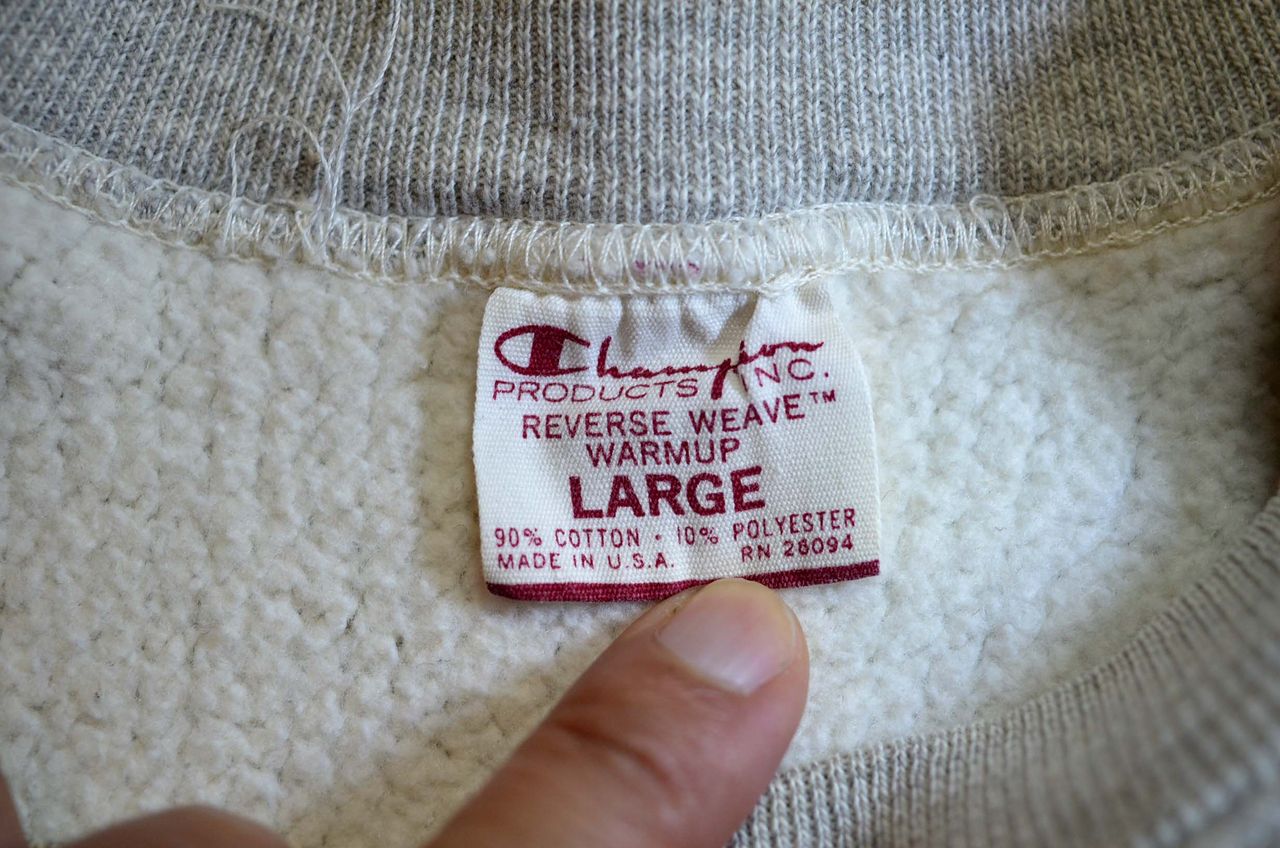 Champion
PRODUCTS INC.
REVERSE WEAVE™
WARMUP
LARGE
90% COTTON · 10% POLYESTER
MADE IN U.S.A. RN 26094